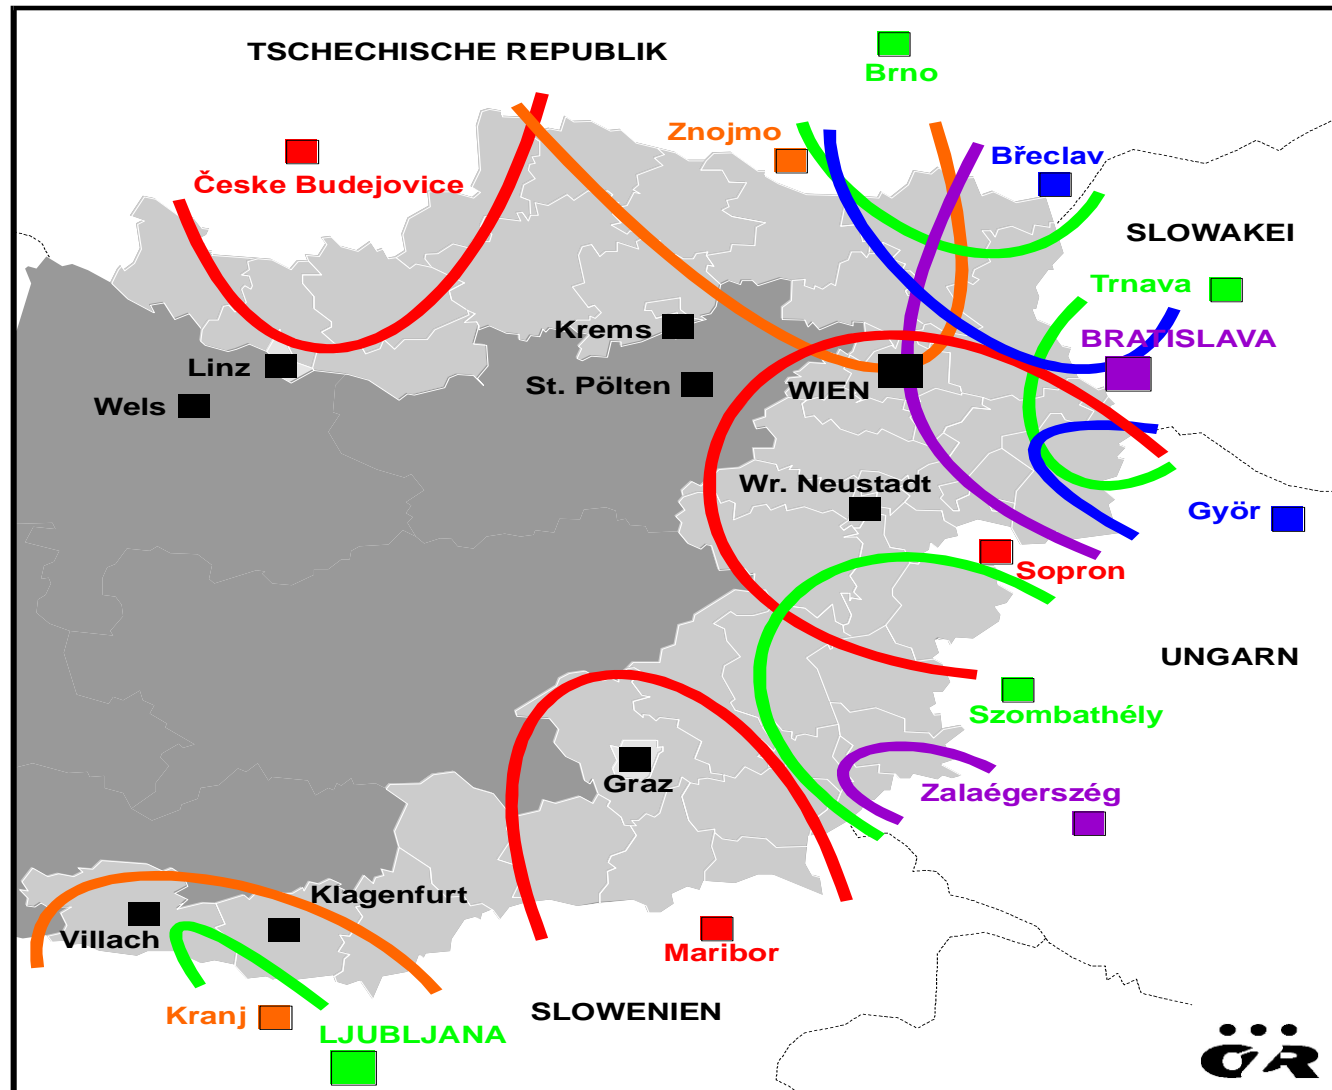 TSCHECHISCHE REPUBLIK
Brno
Znojmo
Břeclav
Česke Budejovice
SLOWAKEI
Trnava
Krems
BRATISLAVA
Linz
St. Pölten
WIEN
Wels
Wr. Neustadt
Györ
Sopron
UNGARN
Szombathély
Graz
Zalaégerszég
Klagenfurt
Villach
Maribor
Kranj
SLOWENIEN
LJUBLJANA